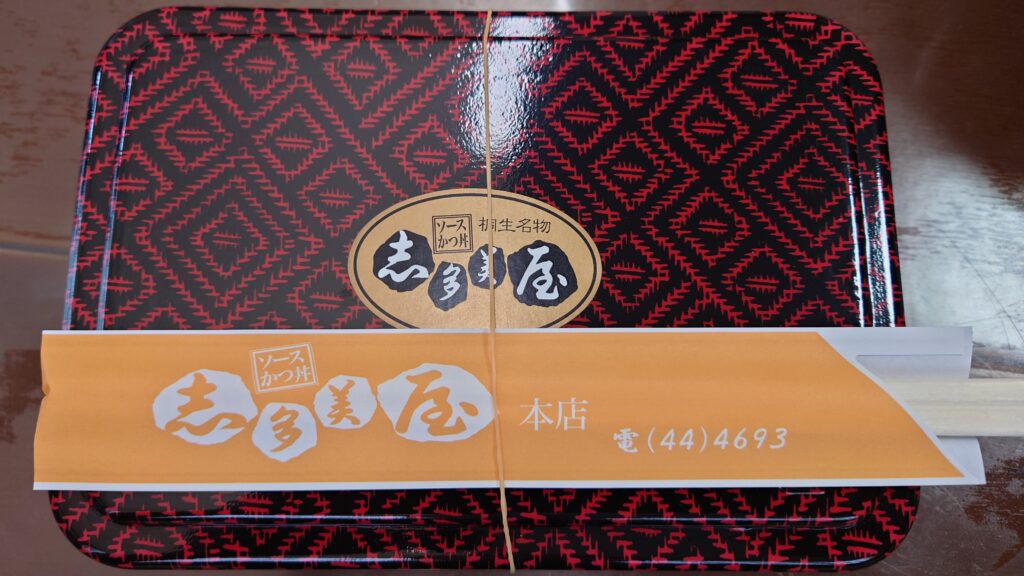 ソース
かつ丼
桐生名物
志多美屋
ソース
かつ丼
志多美屋
本店
電(44)4693